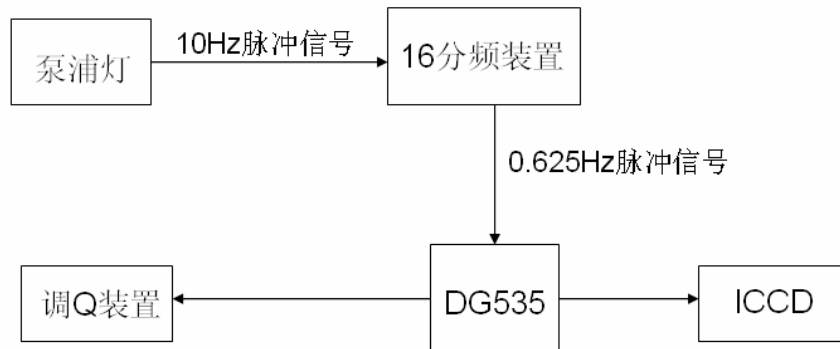 10Hz脉冲信号
泵浦灯
16分频装置
0.625Hz脉冲信号
调Q装置
DG535
ICCD